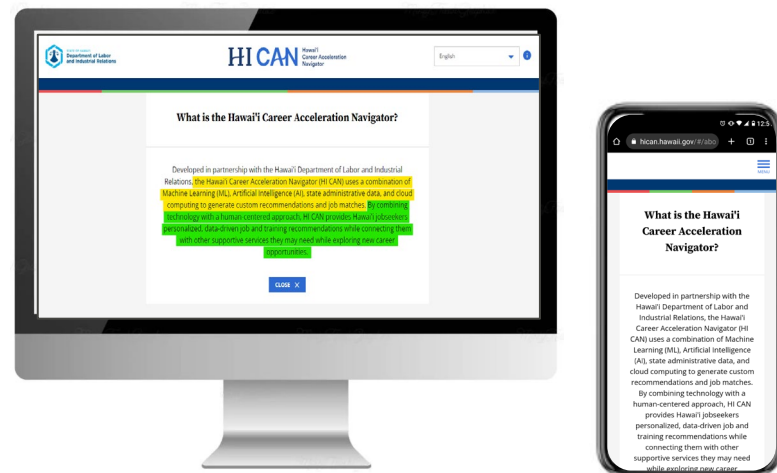 STATE OF HAWAI'I
Department of Labor
and Industrial Relations
HI CAN
Hawai'i
Career Acceleration
Navigator
English
What is the Hawai'i Career Acceleration Navigator?
Developed in partnership with the Hawai'i Department of Labor and Industrial
Relations, the Hawai'i Career Acceleration Navigator (HI CAN) uses a combination of
Machine Learning (ML), Artificial Intelligence (AI), state administrative data, and cloud
computing to generate custom recommendations and job matches. By combining
technology with a human-centered approach, HI CAN provides Hawai'i jobseekers
personalized, data-driven job and training recommendations while connecting them
with other supportive services they may need while exploring new career
opportunities.
CLOSE X
12:5
hican.hawaii.gov/#/abo
MENU
What is the Hawai'i
Career Acceleration
Navigator?
Developed in partnership with the
Hawai'i Department of Labor and
Industrial Relations, the Hawai'i
Career Acceleration Navigator (HI
CAN) uses a combination of Machine
Learning (ML), Artificial Intelligence
(AI), state administrative data, and
cloud computing to generate custom
recommendations and job matches.
By combining technology with a
human-centered approach, HI CAN
provides Hawai'i jobseekers
personalized, data-driven job and
training recommendations while
connecting them with other
supportive services they may need
while exploring new career